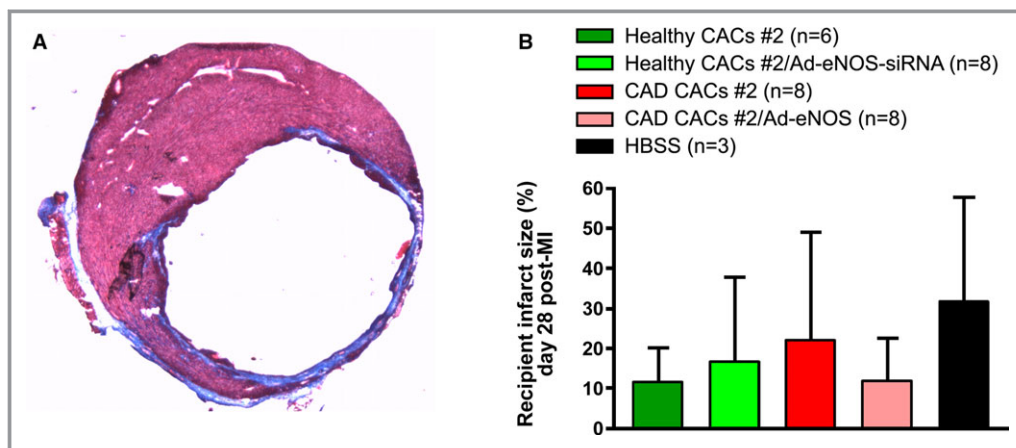 A
B
Healthy CACs #2 (n=6)
Healthy CACs #2/Ad-eNOS-siRNA (n=8)
CAD CACs #2 (n=8)
CAD CACs #2/Ad-eNOS (n=8)
HBSS (n=3)
Recipient infarct size (%)
day 28 post-MI
60
50
40
30
20
10
0